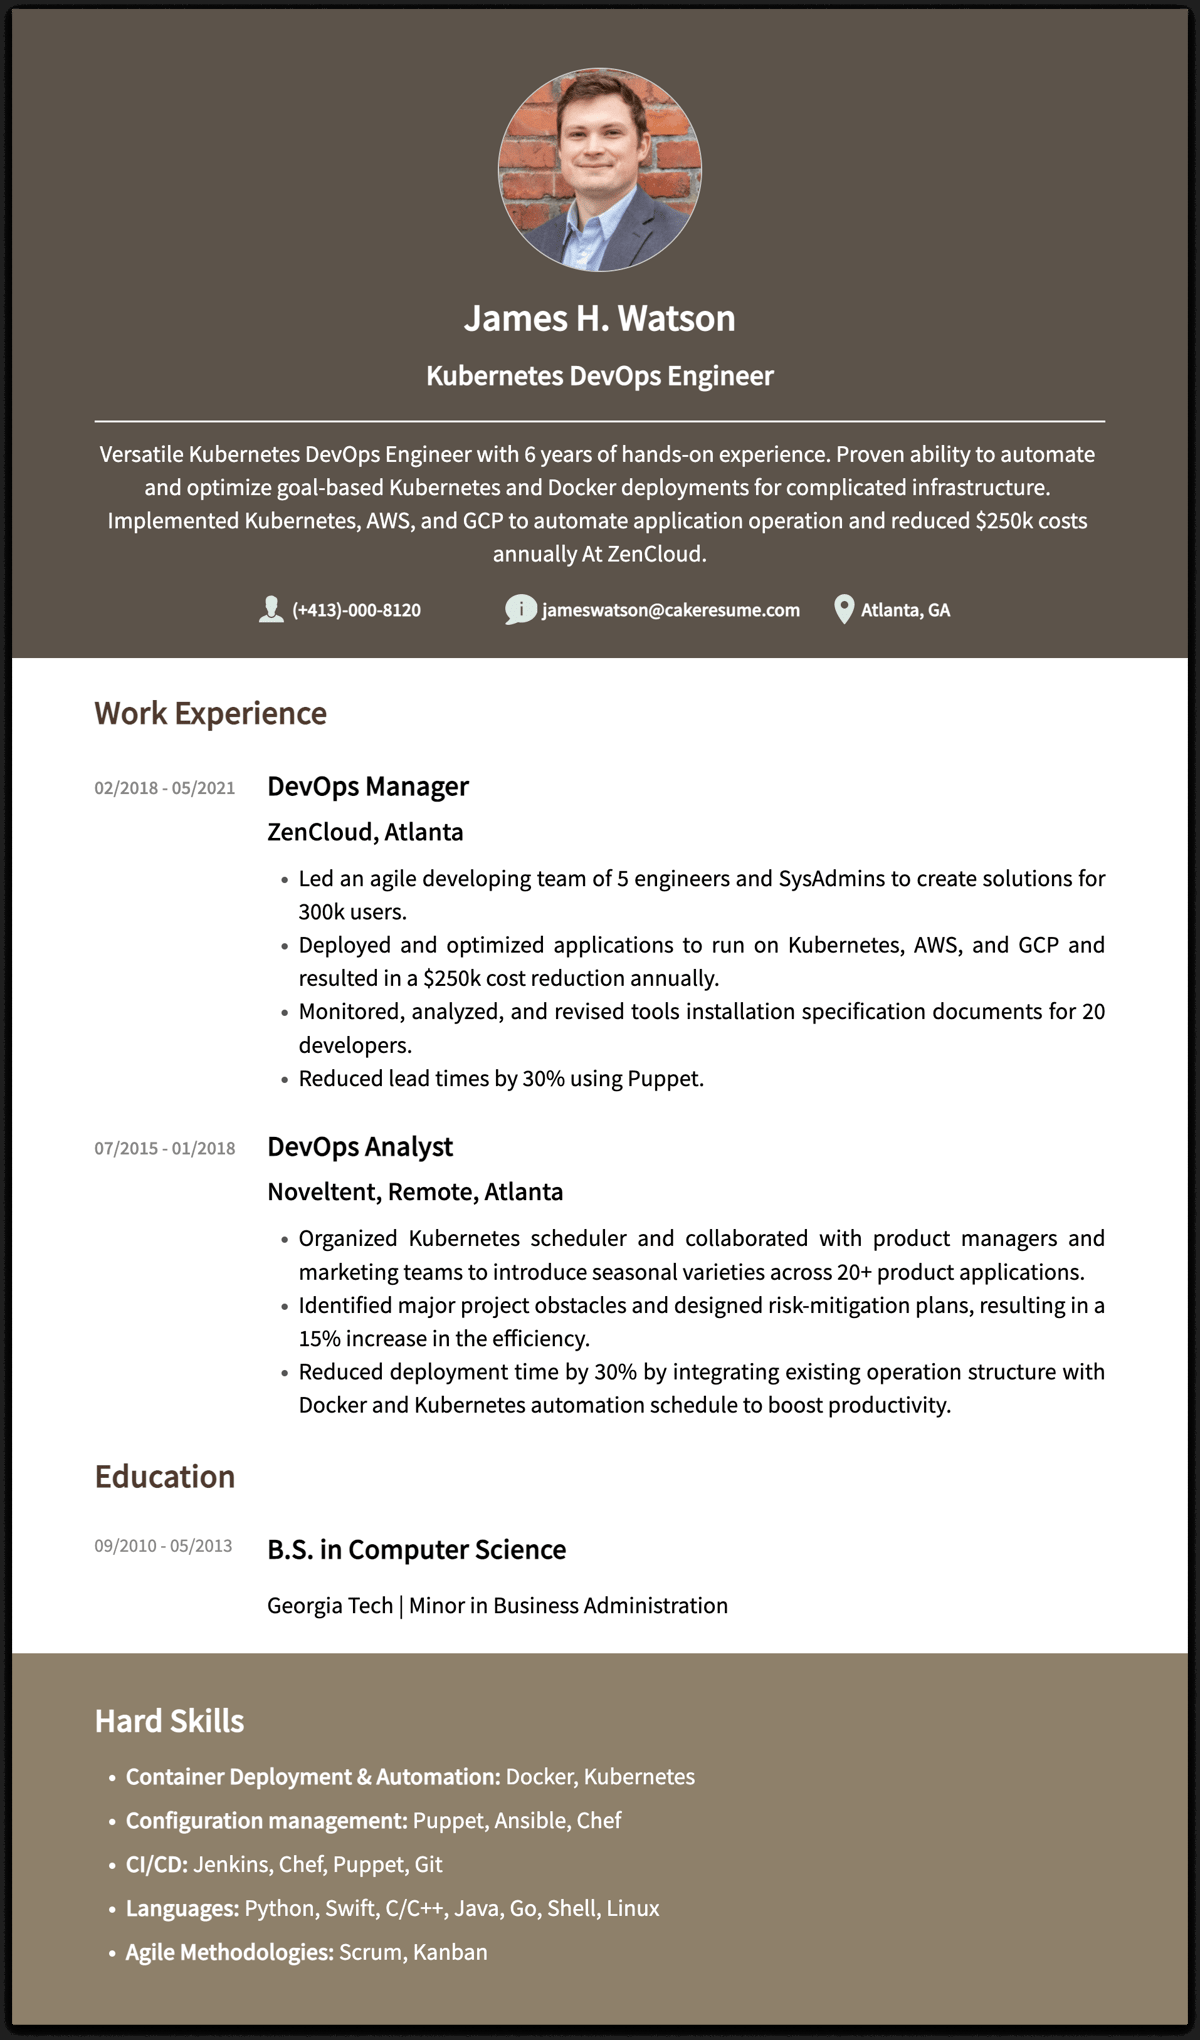 James H. Watson
Kubernetes DevOps Engineer
Versatile Kubernetes DevOps Engineer with 6 years of hands-on experience. Proven ability to automate
and optimize goal-based Kubernetes and Docker deployments for complicated infrastructure.
Implemented Kubernetes, AWS, and GCP to automate application operation and reduced $250k costs
annually At ZenCloud.
(+413)-000-8120 jameswatson@cakeresume.com Atlanta, GA
Work Experience
02/2018 - 05/2021 DevOps Manager
ZenCloud, Atlanta
• Led an agile developing team of 5 engineers and SysAdmins to create solutions for
300k users.
• Deployed and optimized applications to run on Kubernetes, AWS, and GCP and
resulted in a $250k cost reduction annually.
• Monitored, analyzed, and revised tools installation specification documents for 20
developers.
• Reduced lead times by 30% using Puppet.
07/2015 - 01/2018 DevOps Analyst
Noveltent, Remote, Atlanta
• Organized Kubernetes scheduler and collaborated with product managers and
marketing teams to introduce seasonal varieties across 20+ product applications.
• Identified major project obstacles and designed risk-mitigation plans, resulting in a
15% increase in the efficiency.
• Reduced deployment time by 30% by integrating existing operation structure with
Docker and Kubernetes automation schedule to boost productivity.
Education
09/2010 - 05/2013 B.S. in Computer Science
Georgia Tech | Minor in Business Administration
Hard Skills
• Container Deployment & Automation: Docker, Kubernetes
• Configuration management: Puppet, Ansible, Chef
• CI/CD: Jenkins, Chef, Puppet, Git
• Languages: Python, Swift, C/C++, Java, Go, Shell, Linux
• Agile Methodologies: Scrum, Kanban